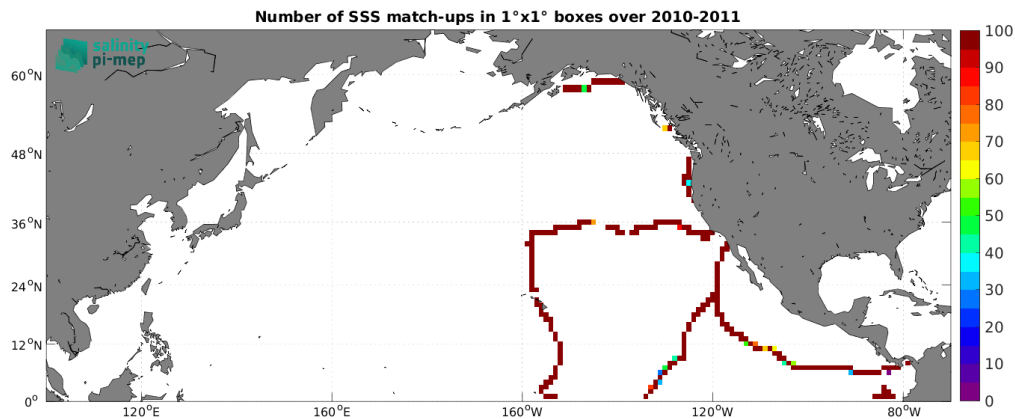 Number of SSS match-ups in 1°x1° boxes over 2010-2011
salinity
pi-mep
60°N
48°N
36°N
24°N
12°N
0°
120°E
160°E
160°W
120°W
80°W
100
90
80
70
60
50
40
30
20
10
0